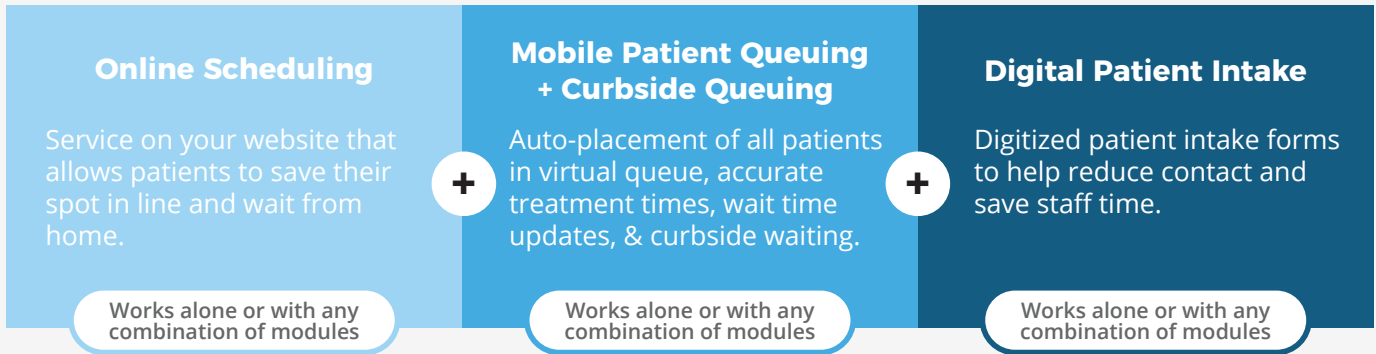 Online Scheduling
Service on your website that
allows patients to save their
spot in line and wait from
home.
Works alone or with any
combination of modules
+
Mobile Patient Queuing
+ Curbside Queuing
Auto-placement of all patients
in virtual queue, accurate
treatment times, wait time
updates, & curbside waiting.
Works alone or with any
combination of modules
+
Digital Patient Intake
Digitized patient intake forms
to help reduce contact and
save staff time.
Works alone or with any
combination of modules